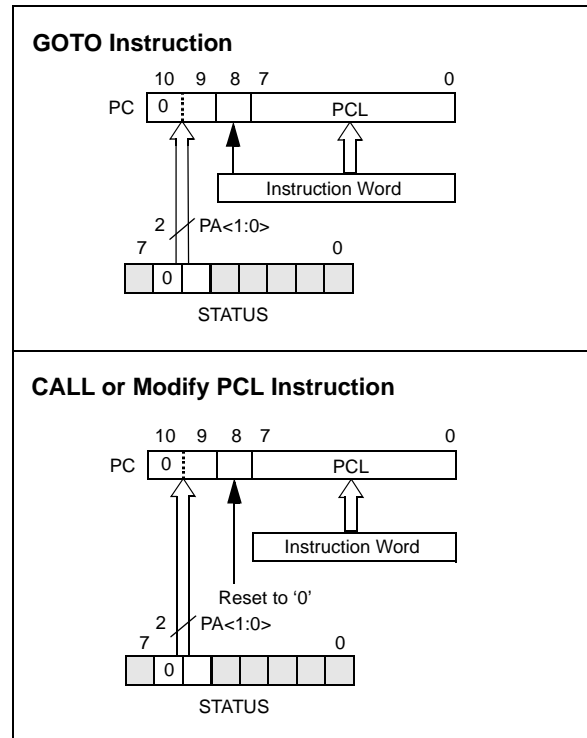 GOTO Instruction
10 9 8 7 0
PC 0 PCL
Instruction Word
2 PA<1:0>
7 0
0
STATUS
CALL or Modify PCL Instruction
10 9 8 7 0
PC 0 PCL
Instruction Word
Reset to ‘0’
2 PA<1:0>
7 0
0
STATUS